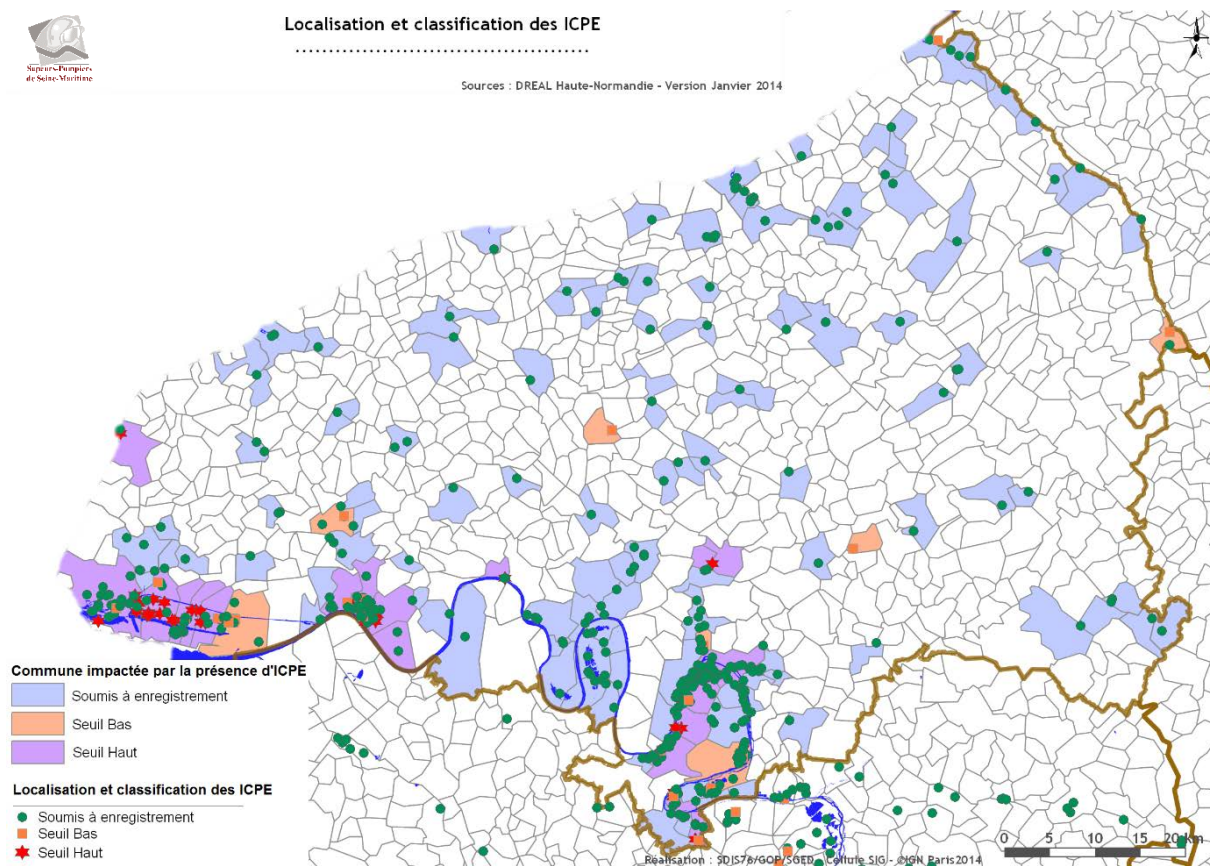 Localisation et classification des ICPE
Sapeurs-Pompiers
de Seine-Maritime
Sources : DREAL Haute-Normandie - Version Janvier 2014
Commune impactée par la présence d'ICPE
Soumis à enregistrement
Seuil Bas
Seuil Haut
Localisation et classification des ICPE
Soumis à enregistrement
Seuil Bas
Seuil Haut
0 5 10 15 20 km
Réalisation : SDIS76/GOP/SGED - Cellule SIG - ©IGN Paris2014